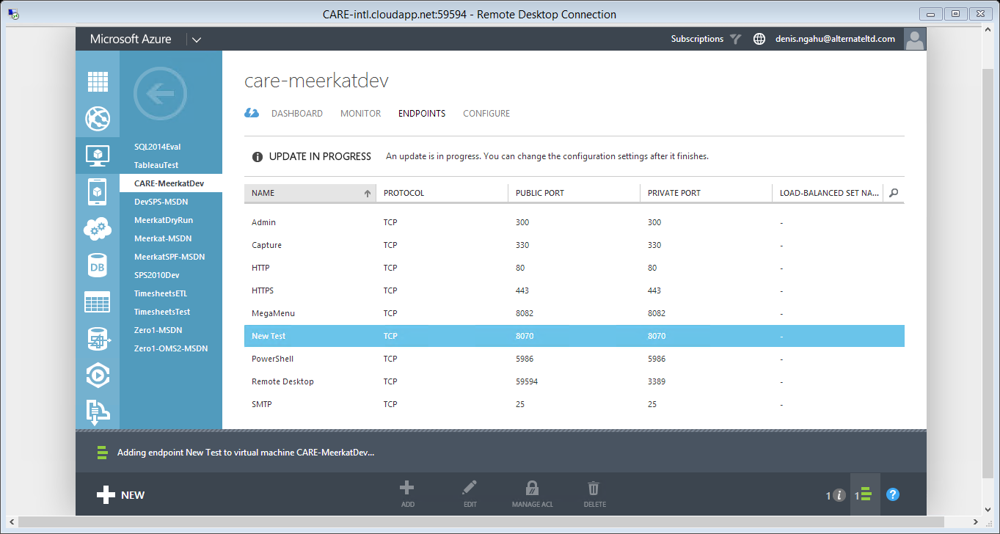 CARE-intl.cloudapp.net:59594 - Remote Desktop Connection
Microsoft Azure
Subscriptions
denis.ngahu@alternateltd.com
SQL2014Eval
TableauTest
CARE-MeerkatDev
DevSPS-MSDN
MeerkatDryRun
Meerkat-MSDN
MeerkatSPF-MSDN
SPS2010Dev
TimesheetsETL
TimesheetsTest
Zero1-MSDN
Zero1-OMS2-MSDN
DB
care-meerkatdev
DASHBOARD MONITOR ENDPOINTS CONFIGURE
UPDATE IN PROGRESS An update is in progress. You can change the configuration settings after it finishes.
NAME PROTOCOL PUBLIC PORT PRIVATE PORT LOAD-BALANCED SET NA...
Admin TCP 300 300 -
Capture TCP 330 330 -
HTTP TCP 80 80 -
HTTPS TCP 443 443 -
MegaMenu TCP 8082 8082 -
New Test TCP 8070 8070 -
PowerShell TCP 5986 5986 -
Remote Desktop TCP 59594 3389 -
SMTP TCP 25 25 -
Adding endpoint New Test to virtual machine CARE-MeerkatDev...
NEW
ADD EDIT MANAGE ACL DELETE
1 i 1 ?